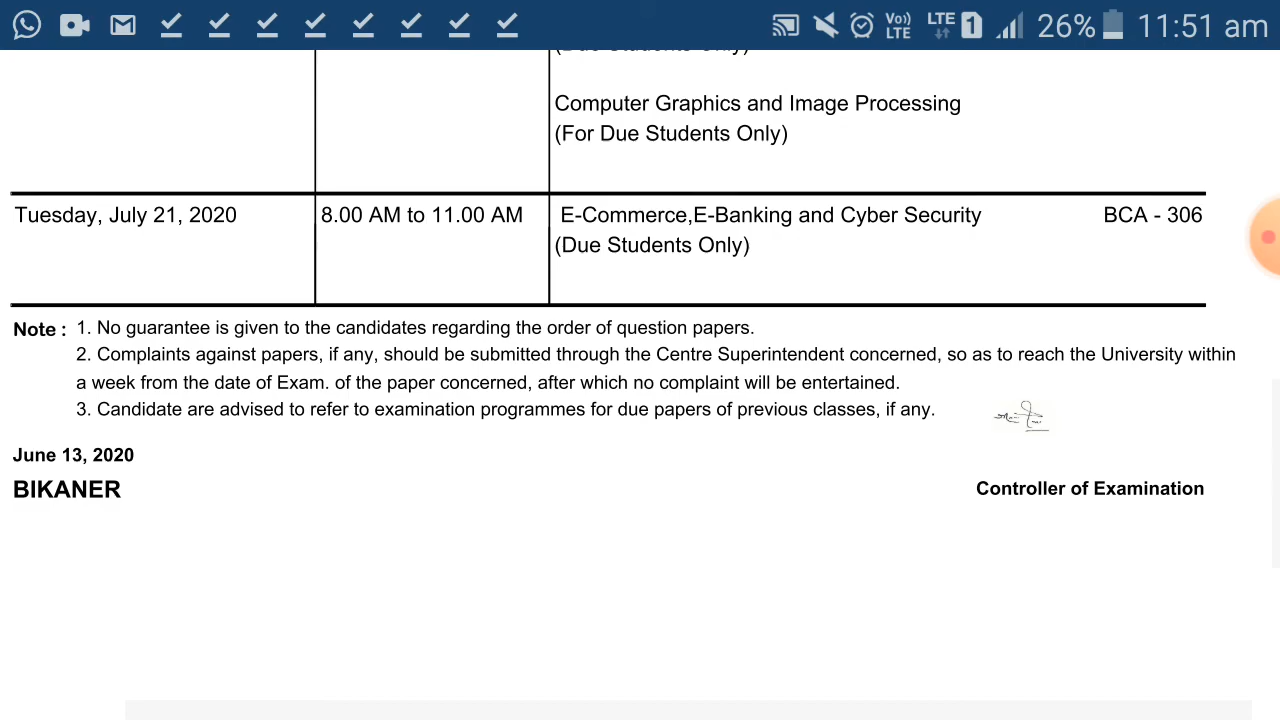 26% 11:51 am
(Due Students Only)
Computer Graphics and Image Processing
(For Due Students Only)
Tuesday, July 21, 2020 8.00 AM to 11.00 AM E-Commerce,E-Banking and Cyber Security BCA - 306
(Due Students Only)
Note : 1. No guarantee is given to the candidates regarding the order of question papers.
2. Complaints against papers, if any, should be submitted through the Centre Superintendent concerned, so as to reach the University within
a week from the date of Exam. of the paper concerned, after which no complaint will be entertained.
3. Candidate are advised to refer to examination programmes for due papers of previous classes, if any.
June 13, 2020
BIKANER Controller of Examination